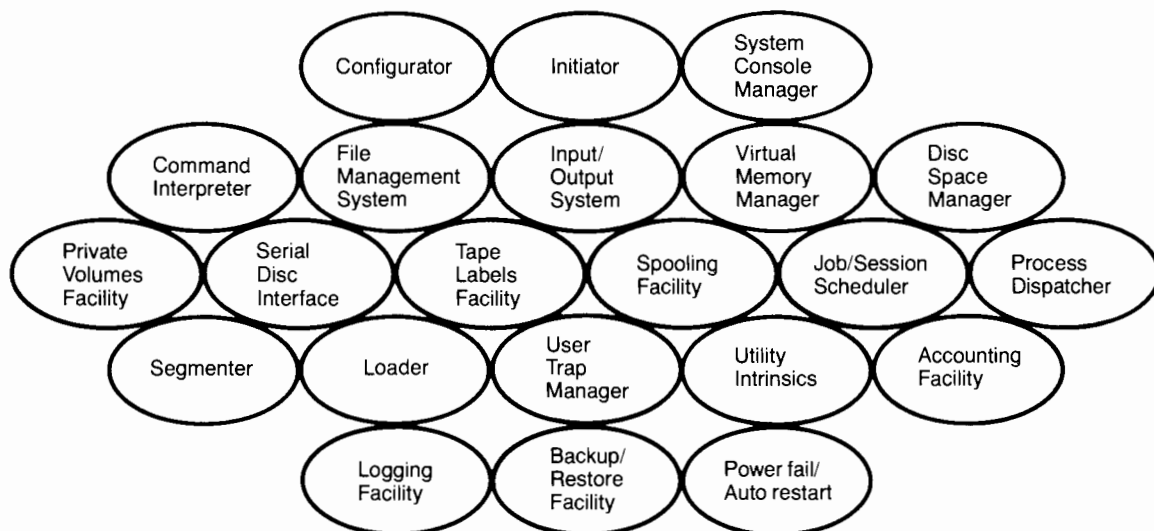 Configurator
Initiator
System
Console
Manager
Command
Interpreter
File
Management
System
Input/
Output
System
Virtual
Memory
Manager
Disc
Space
Manager
Private
Volumes
Facility
Serial
Disc
Interface
Tape
Labels
Facility
Spooling
Facility
Job/Session
Scheduler
Process
Dispatcher
Segmenter
Loader
User
Trap
Manager
Utility
Intrinsics
Accounting
Facility
Logging
Facility
Backup/
Restore
Facility
Power fail/
Auto restart